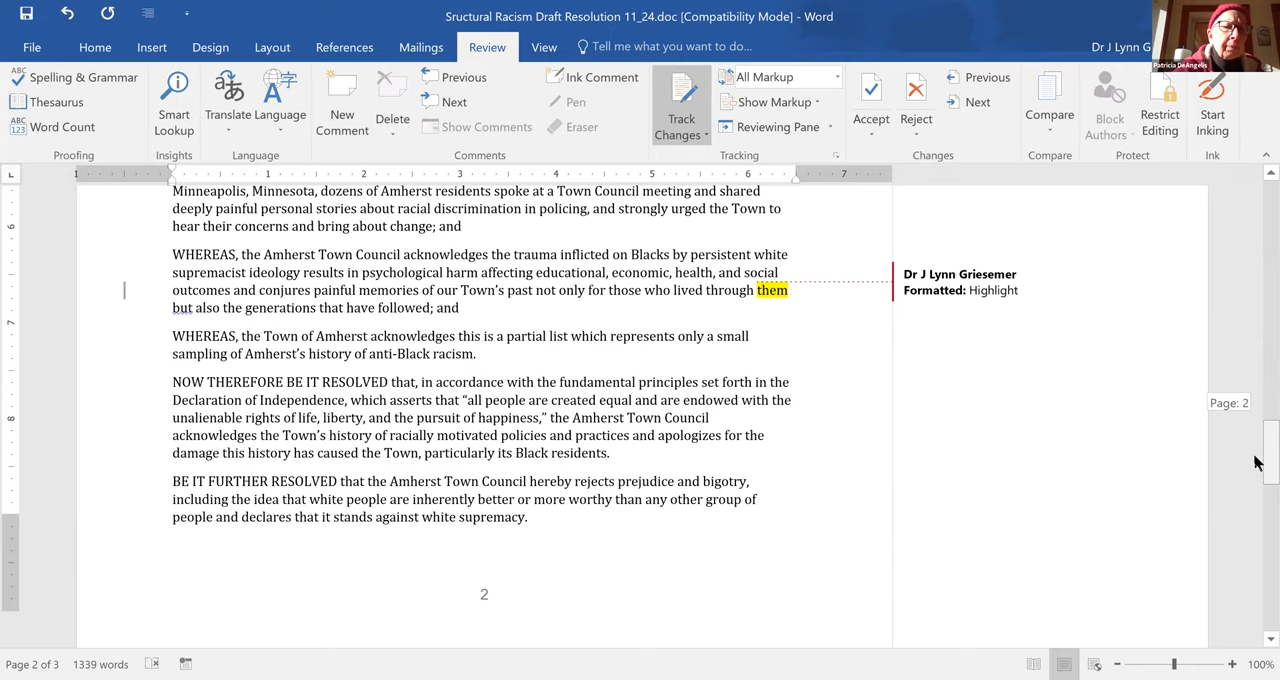 Sructural Racism Draft Resolution 11_24.doc [Compatibility Mode] - Word
Dr J Lynn G
Patricia DeAngelis
File Home Insert Design Layout References Mailings Review View Tell me what you want to do...
Spelling & Grammar
Thesaurus
Word Count
Proofing
Smart Lookup
Insights
Translate Language
Language
New Comment
Delete
Previous
Next
Show Comments
Ink Comment
Pen
Eraser
Comments
Track Changes
All Markup
Show Markup
Reviewing Pane
Tracking
Accept
Reject
Previous
Next
Changes
Compare
Compare
Block Authors
Restrict Editing
Protect
Start Inking
Ink
1 1 2 3 4 5 6 7
6
7
8
Minneapolis, Minnesota, dozens of Amherst residents spoke at a Town Council meeting and shared
deeply painful personal stories about racial discrimination in policing, and strongly urged the Town to
hear their concerns and bring about change; and
WHEREAS, the Amherst Town Council acknowledges the trauma inflicted on Blacks by persistent white
supremacist ideology results in psychological harm affecting educational, economic, health, and social
outcomes and conjures painful memories of our Town's past not only for those who lived through them
but also the generations that have followed; and
WHEREAS, the Town of Amherst acknowledges this is a partial list which represents only a small
sampling of Amherst's history of anti-Black racism.
NOW THEREFORE BE IT RESOLVED that, in accordance with the fundamental principles set forth in the
Declaration of Independence, which asserts that “all people are created equal and are endowed with the
unalienable rights of life, liberty, and the pursuit of happiness,” the Amherst Town Council
acknowledges the Town's history of racially motivated policies and practices and apologizes for the
damage this history has caused the Town, particularly its Black residents.
BE IT FURTHER RESOLVED that the Amherst Town Council hereby rejects prejudice and bigotry,
including the idea that white people are inherently better or more worthy than any other group of
people and declares that it stands against white supremacy.
2
Dr J Lynn Griesemer
Formatted: Highlight
Page: 2
Page 2 of 3 1339 words
100%